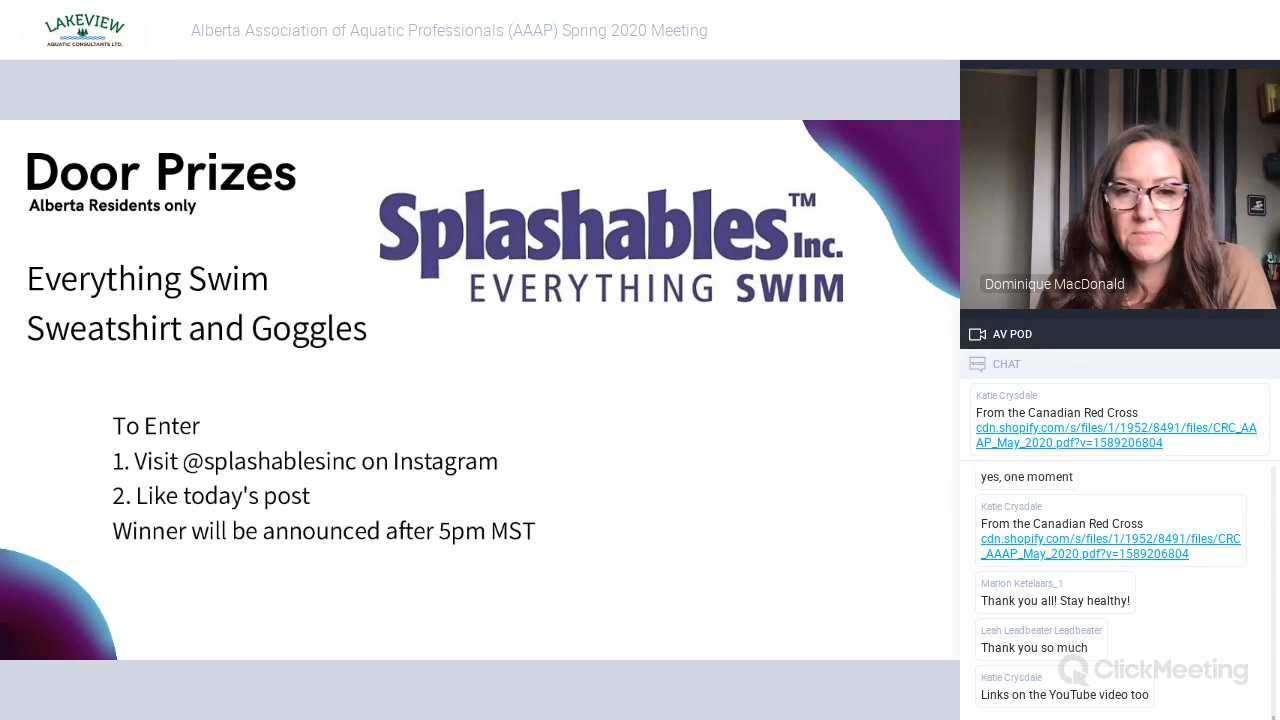 LAKEVIEW
AQUATIC CONSULTANTS LTD.
Alberta Association of Aquatic Professionals (AAAP) Spring 2020 Meeting
Door Prizes
Alberta Residents only
Splashables™ Inc.
EVERYTHING SWIM
Everything Swim
Sweatshirt and Goggles
To Enter
1. Visit @splashablesinc on Instagram
2. Like today's post
Winner will be announced after 5pm MST
Dominique MacDonald
AV POD
CHAT
Katie Crysdale
From the Canadian Red Cross
cdn.shopify.com/s/files/1/1952/8491/files/CRC_AA
AP_May_2020.pdf?v=1589206804
yes, one moment
Katie Crysdale
From the Canadian Red Cross
cdn.shopify.com/s/files/1/1952/8491/files/CRC
_AAAP_May_2020.pdf?v=1589206804
Marion Ketelaars_1
Thank you all! Stay healthy!
Leah Leadbeater Leadbeater
Thank you so much
Katie Crysdale
Links on the YouTube video too
ClickMeeting